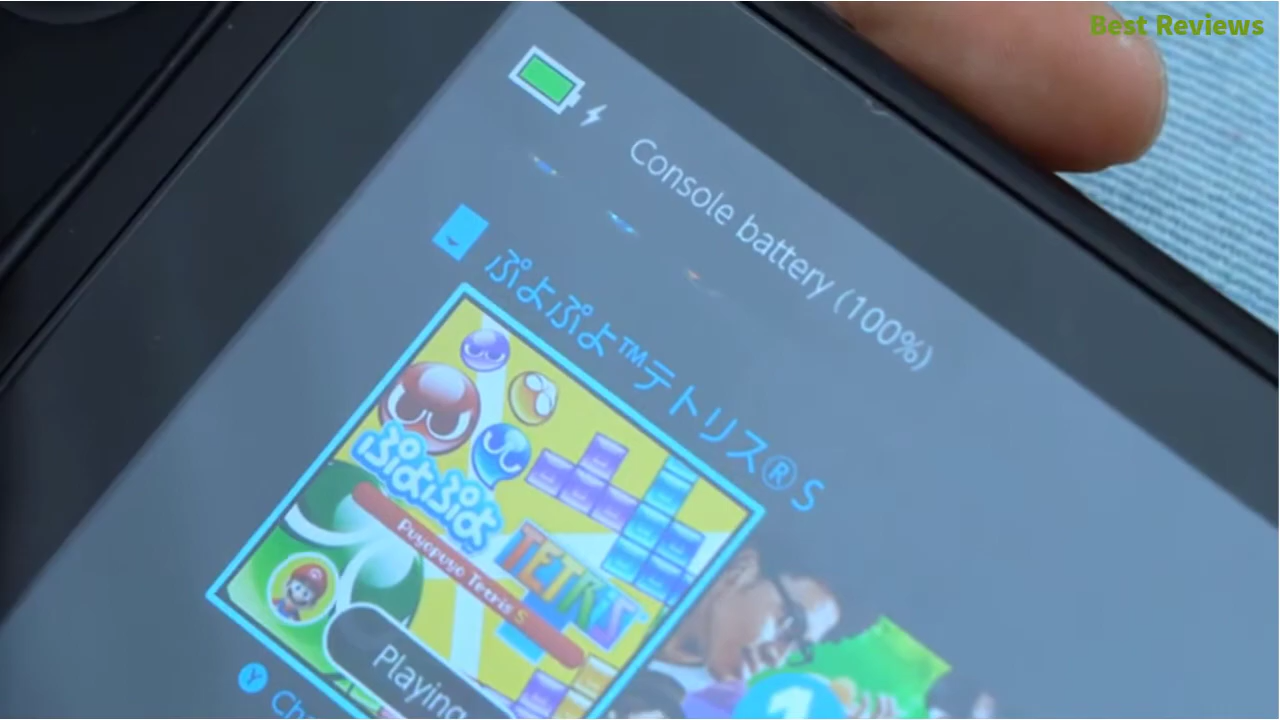 Best Reviews
Console battery (100%)
ぷよぷよ™テトリス®S
ぷよぷよ
TETRIS
Puyopuyo Tetris S
Playing
Y
1